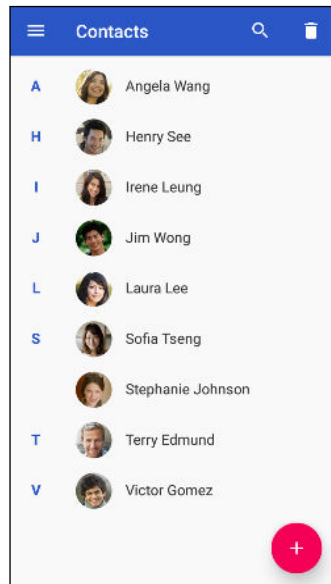 Contacts
A Angela Wang
H Henry See
I Irene Leung
J Jim Wong
L Laura Lee
S Sofia Tseng
Stephanie Johnson
T Terry Edmund
V Victor Gomez
+